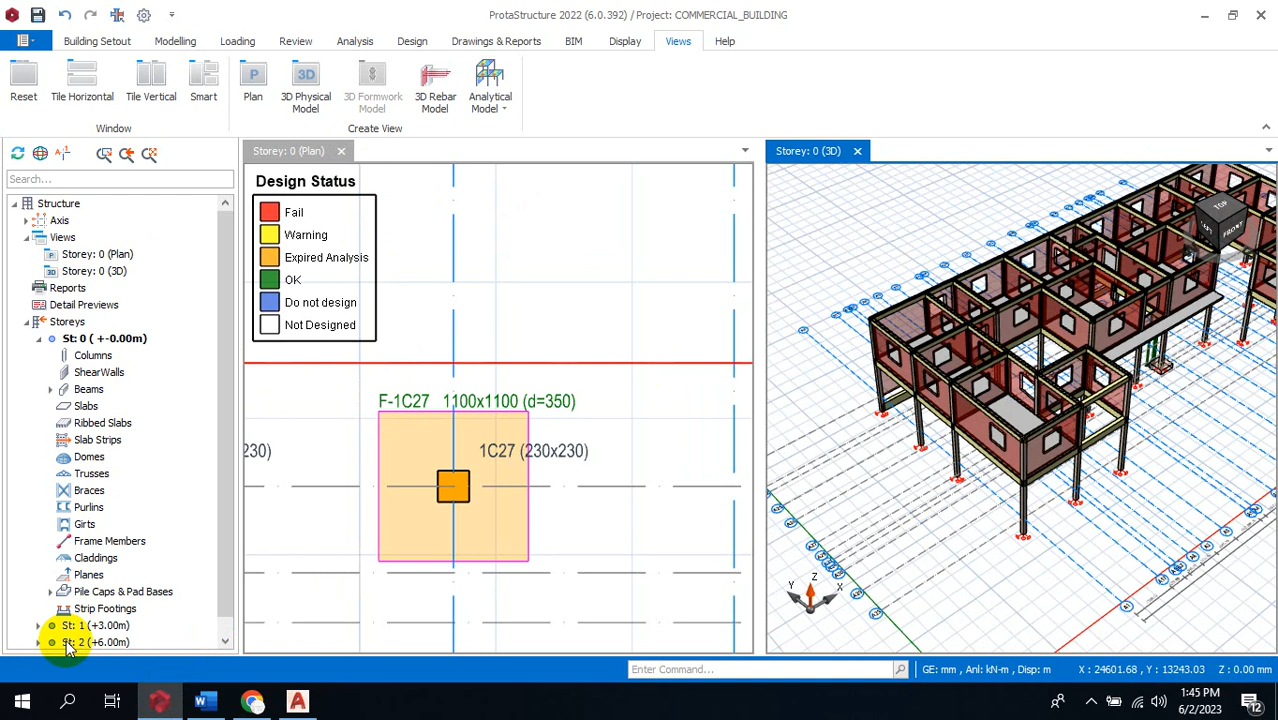 ProtaStructure 2022 (6.0.392) / Project: COMMERCIAL_BUILDING
Building Setout Modelling Loading Review Analysis Design Drawings & Reports BIM Display Views Help
Reset Tile Horizontal Tile Vertical Smart Plan 3D Physical Model 3D Formwork Model 3D Rebar Model Analytical Model
Window Create View
Storey: 0 (Plan) Storey: 0 (3D)
Search...
Structure
Axis
Views
Storey: 0 (Plan)
Storey: 0 (3D)
Reports
Detail Previews
Storeys
St: 0 ( +-0.00m)
Columns
ShearWalls
Beams
Slabs
Ribbed Slabs
Slab Strips
Domes
Trusses
Braces
Purlins
Girts
Frame Members
Claddings
Planes
Pile Caps & Pad Bases
Strip Footings
St: 1 (+3.00m)
St: 2 (+6.00m)
Design Status
Fail
Warning
Expired Analysis
OK
Do not design
Not Designed
F-1C27 1100x1100 (d=350)
230) 1C27 (230x230)
TOP
FRONT
Z
Y X
Enter Command... GE: mm, Anl: kN-m, Disp: m X : 24601.68 , Y : 13243.03 Z : 0.00 mm
1:45 PM
6/2/2023
12